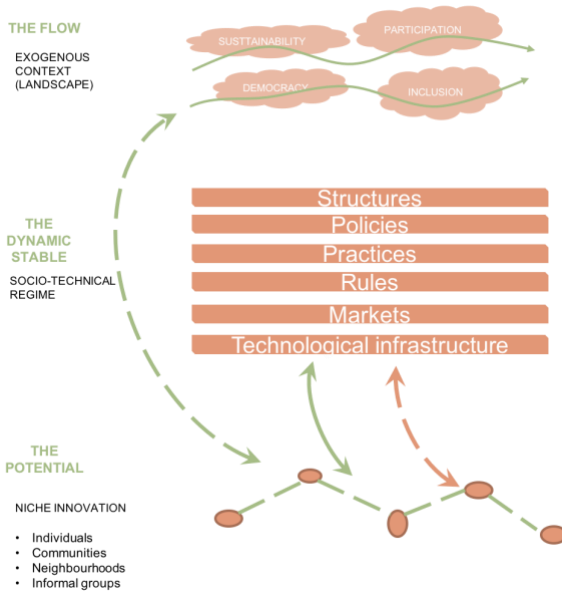 THE FLOW
EXOGENOUS
CONTEXT
(LANDSCAPE)
SUSTTAINABILITY
PARTICIPATION
DEMOCRACY
INCLUSION
THE
DYNAMIC
STABLE
SOCIO-TECHNICAL
REGIME
Structures
Policies
Practices
Rules
Markets
Technological infrastructure
THE
POTENTIAL
NICHE INNOVATION
• Individuals
• Communities
• Neighbourhoods
• Informal groups